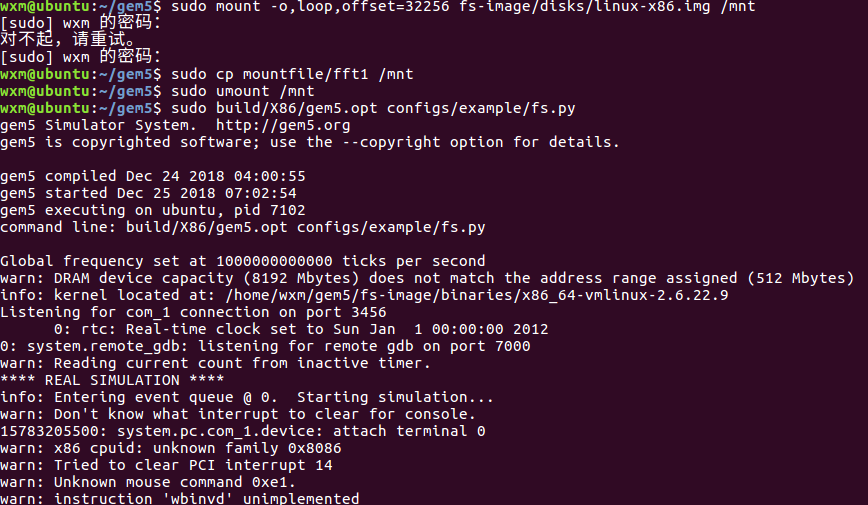 wxm@ubuntu:~/gem5$ sudo mount -o,loop,offset=32256 fs-image/disks/linux-x86.img /mnt
[sudo] wxm 的密码：
对不起，请重试。
[sudo] wxm 的密码：
wxm@ubuntu:~/gem5$ sudo cp mountfile/fft1 /mnt
wxm@ubuntu:~/gem5$ sudo umount /mnt
wxm@ubuntu:~/gem5$ sudo build/X86/gem5.opt configs/example/fs.py
gem5 Simulator System.  http://gem5.org
gem5 is copyrighted software; use the --copyright option for details.

gem5 compiled Dec 24 2018 04:00:55
gem5 started Dec 25 2018 07:02:54
gem5 executing on ubuntu, pid 7102
command line: build/X86/gem5.opt configs/example/fs.py

Global frequency set at 1000000000000 ticks per second
warn: DRAM device capacity (8192 Mbytes) does not match the address range assigned (512 Mbytes)
info: kernel located at: /home/wxm/gem5/fs-image/binaries/x86_64-vmlinux-2.6.22.9
Listening for com_1 connection on port 3456
      0: rtc: Real-time clock set to Sun Jan  1 00:00:00 2012
0: system.remote_gdb: listening for remote gdb on port 7000
warn: Reading current count from inactive timer.
**** REAL SIMULATION ****
info: Entering event queue @ 0.  Starting simulation...
warn: Don't know what interrupt to clear for console.
15783205500: system.pc.com_1.device: attach terminal 0
warn: x86 cpuid: unknown family 0x8086
warn: Tried to clear PCI interrupt 14
warn: Unknown mouse command 0xe1.
warn: instruction 'wbinvd' unimplemented